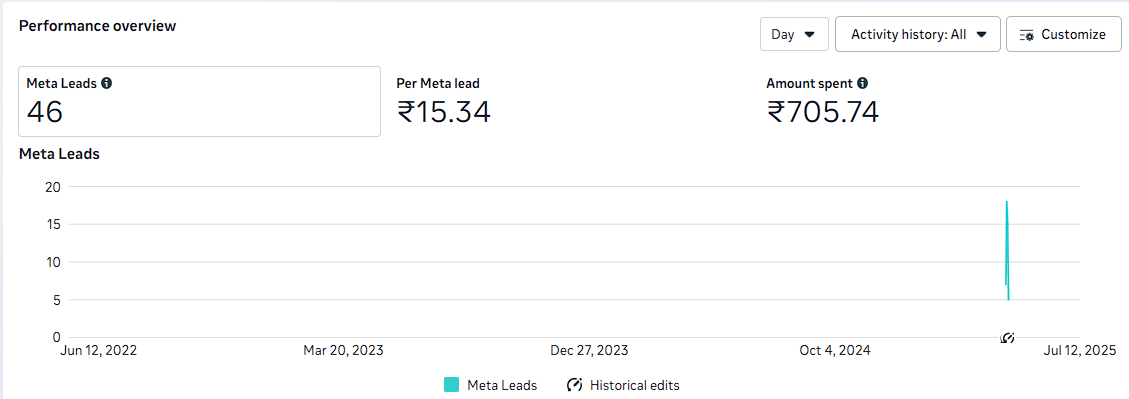 Performance overview
Day
Activity history: All
Customize
Meta Leads
46
Per Meta lead
₹15.34
Amount spent
₹705.74
Meta Leads
20
15
10
5
0
Jun 12, 2022
Mar 20, 2023
Dec 27, 2023
Oct 4, 2024
Jul 12, 2025
Meta Leads
Historical edits